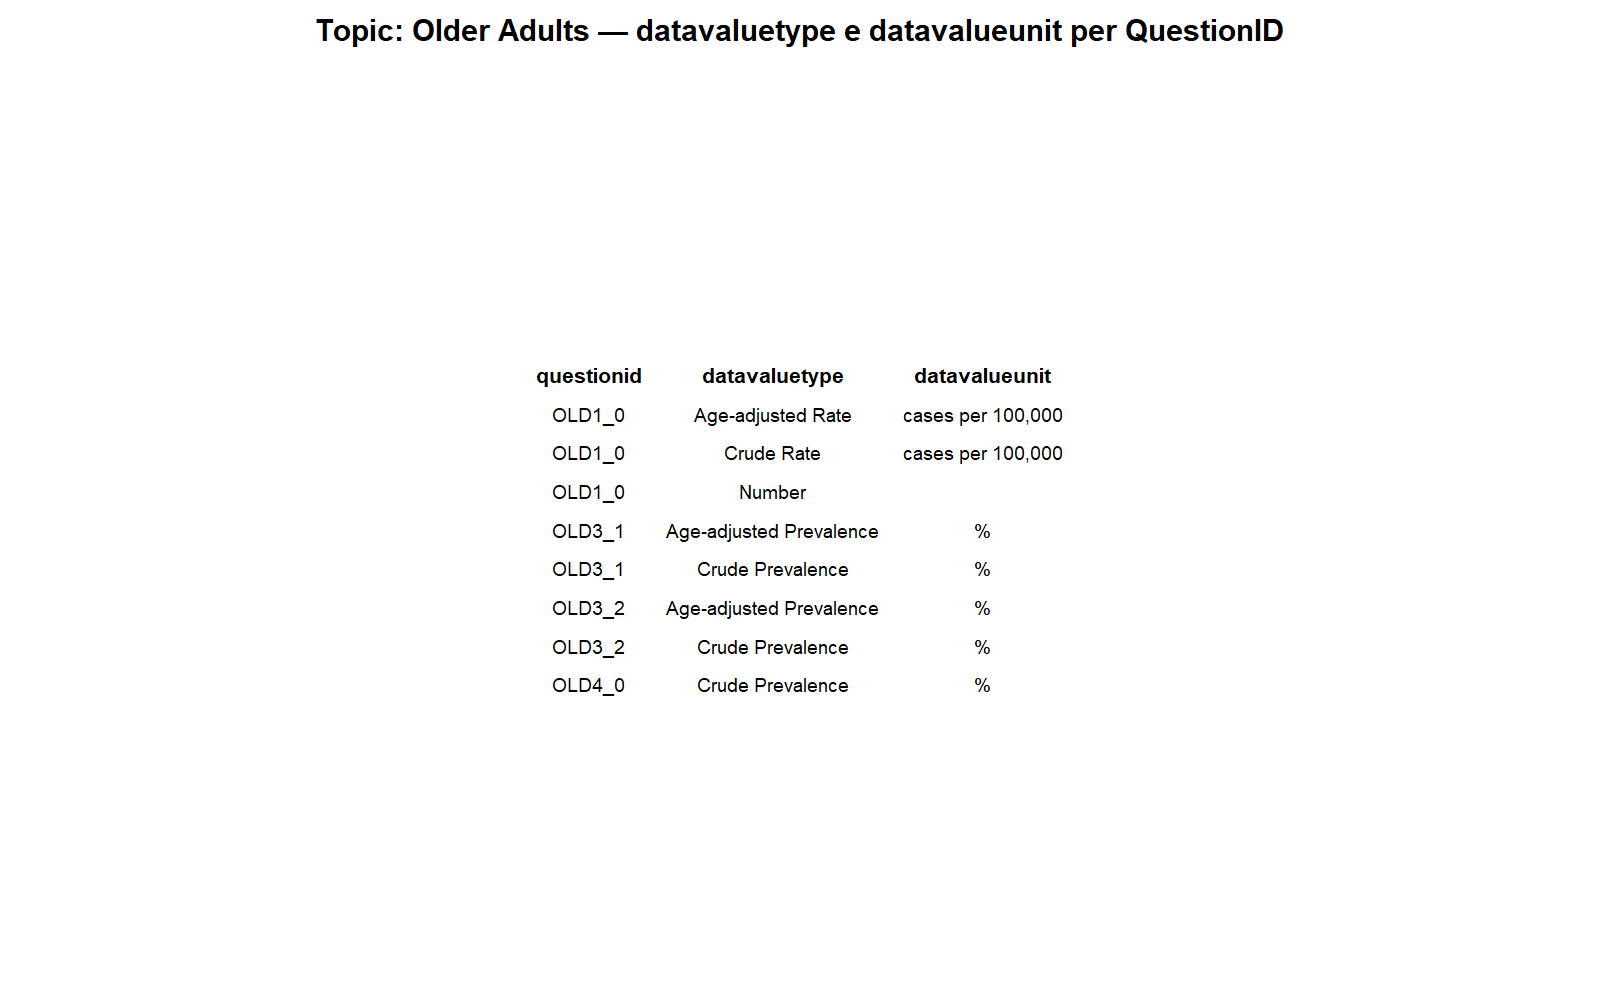 Topic: Older Adults — datavaluetype e datavalueunit per QuestionID
questionid datavaluetype datavalueunit
OLD1_0 Age-adjusted Rate cases per 100,000
OLD1_0 Crude Rate cases per 100,000
OLD1_0 Number
OLD3_1 Age-adjusted Prevalence %
OLD3_1 Crude Prevalence %
OLD3_2 Age-adjusted Prevalence %
OLD3_2 Crude Prevalence %
OLD4_0 Crude Prevalence %